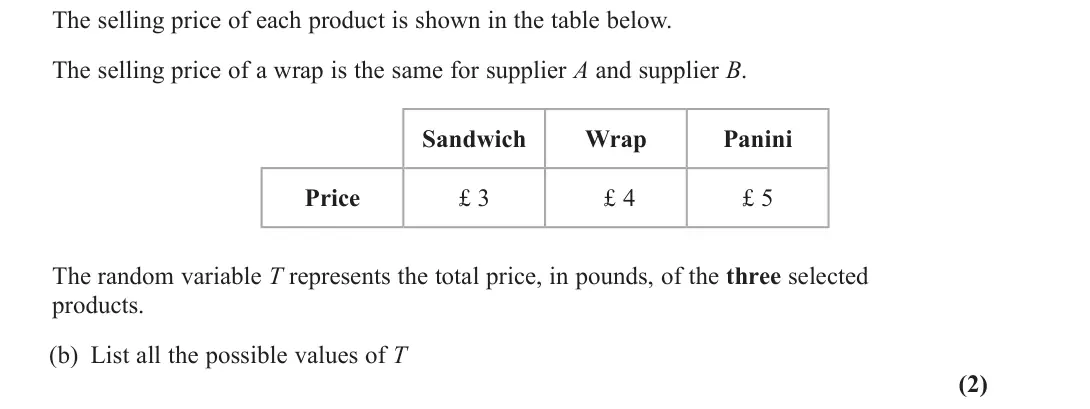 The selling price of each product is shown in the table below.
The selling price of a wrap is the same for supplier A and supplier B.
Sandwich Wrap Panini
Price £ 3 £ 4 £ 5
The random variable T represents the total price, in pounds, of the three selected
products.
(b) List all the possible values of T
(2)